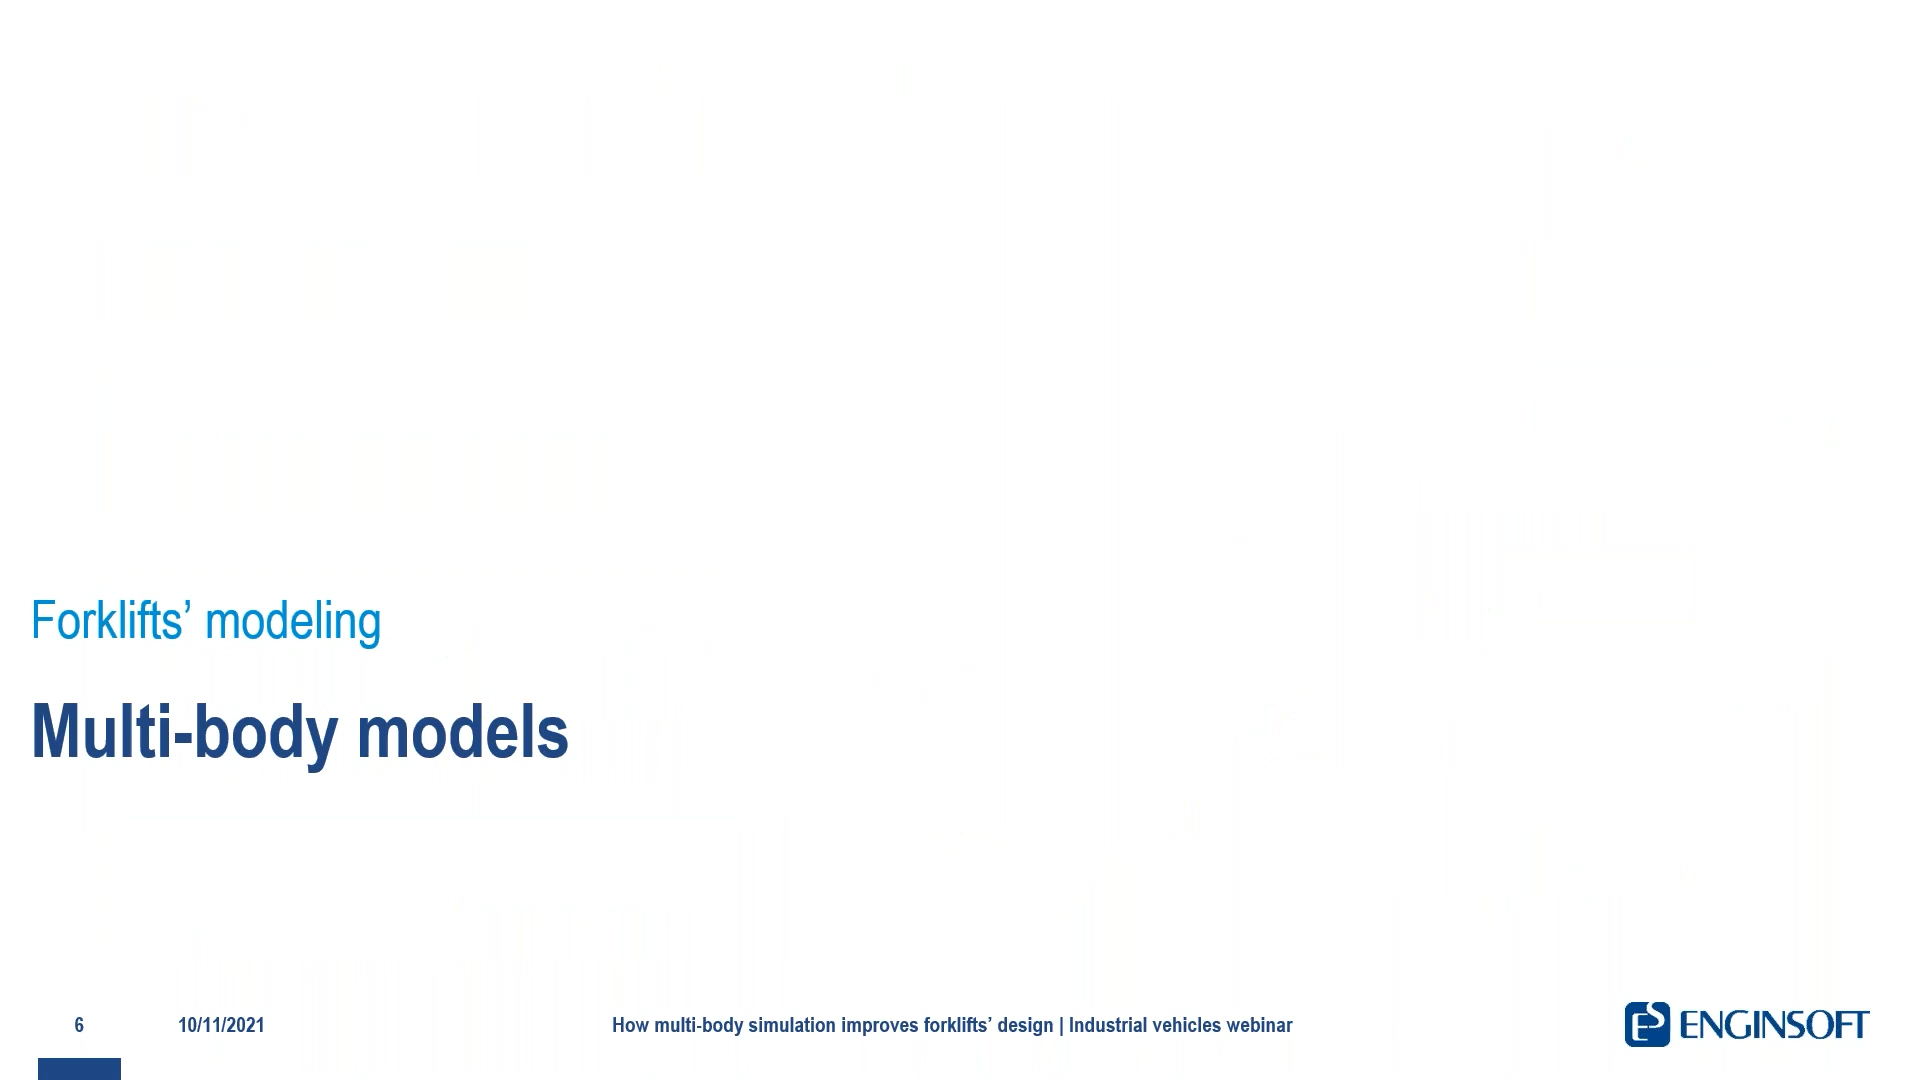 Forklifts’ modeling
Multi-body models
6
10/11/2021
How multi-body simulation improves forklifts’ design | Industrial vehicles webinar
ES ENGINSOFT